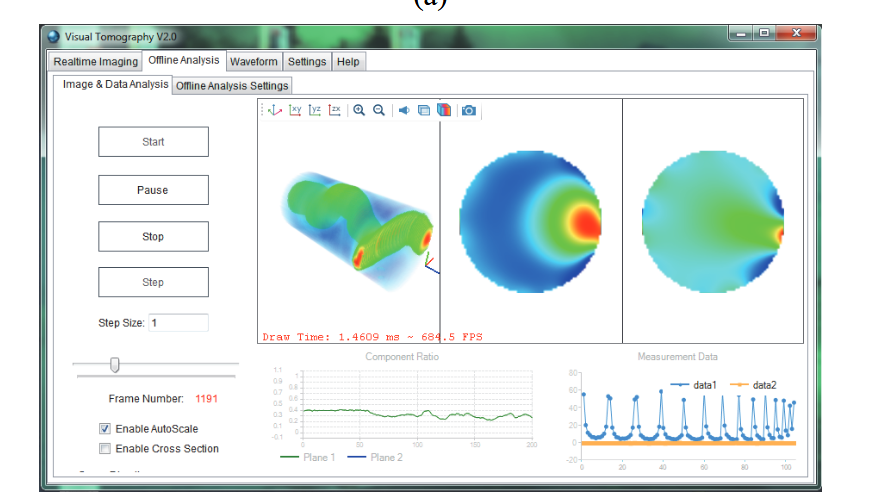 (a)
Visual Tomography V2.0
Realtime Imaging Offline Analysis Waveform Settings Help
Image & Data Analysis Offline Analysis Settings
xy yz zx
Start
Pause
Stop
Step
Step Size: 1
Frame Number: 1191
Enable AutoScale
Enable Cross Section
Draw Time: 1.4609 ms ~ 684.5 FPS
Component Ratio
1.1
1
0.9
0.8
0.6
0.5
0.4
0.3
0.2
0.1
0
-0.1
0 50 100 150 200
Plane 1 Plane 2
Measurement Data
data1 data2
80
60
40
20
0
-20
0 20 40 60 80 100